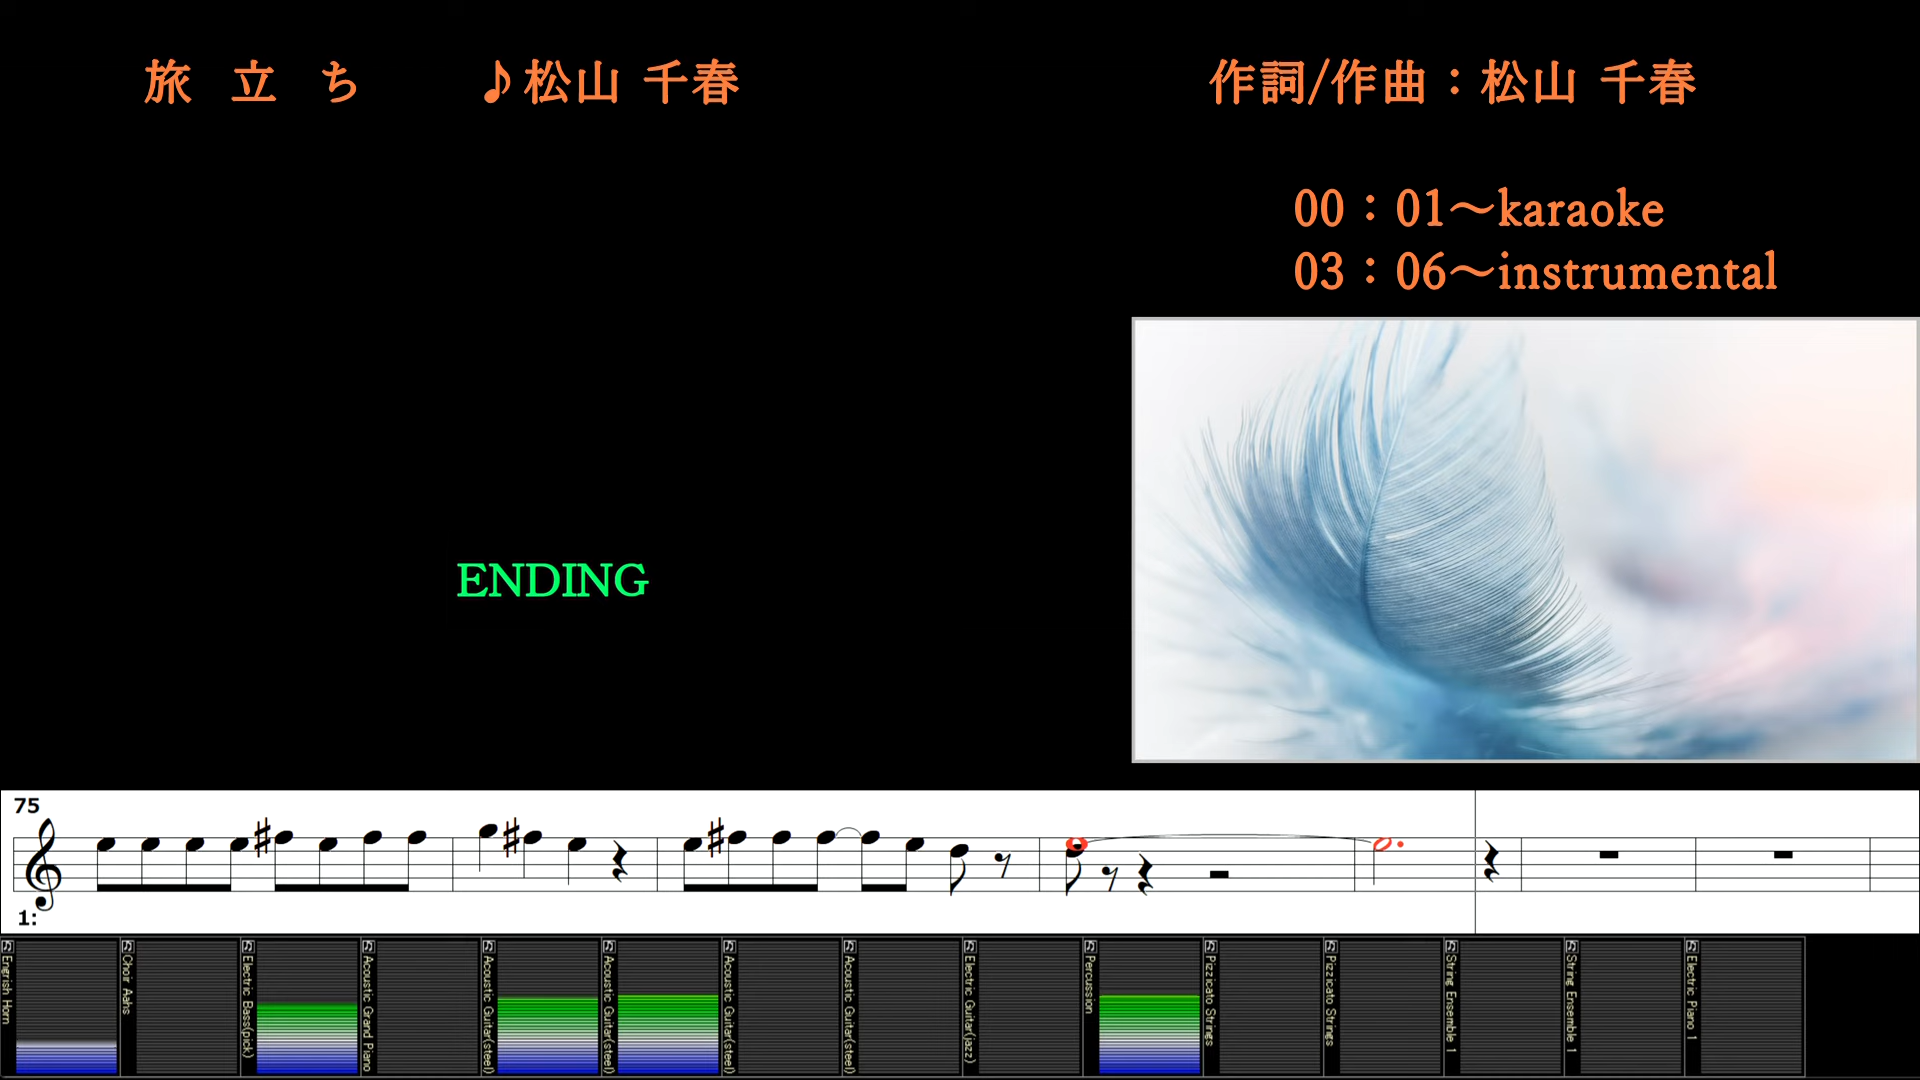 旅 立 ち ♪松山 千春 作詞/作曲：松山 千春
00：01〜karaoke
03：06〜instrumental
ENDING
75
1:
Engrish Horn
Choir Aahs
Electric Bass(pick)
Acoustic Grand Piano
Acoustic Guitar(steel)
Acoustic Guitar(steel)
Acoustic Guitar(steel)
Acoustic Guitar(steel)
Electric Guitar(jazz)
Percussion
Pizzicato Strings
Pizzicato Strings
String Ensemble 1
String Ensemble 1
Electric Piano 1